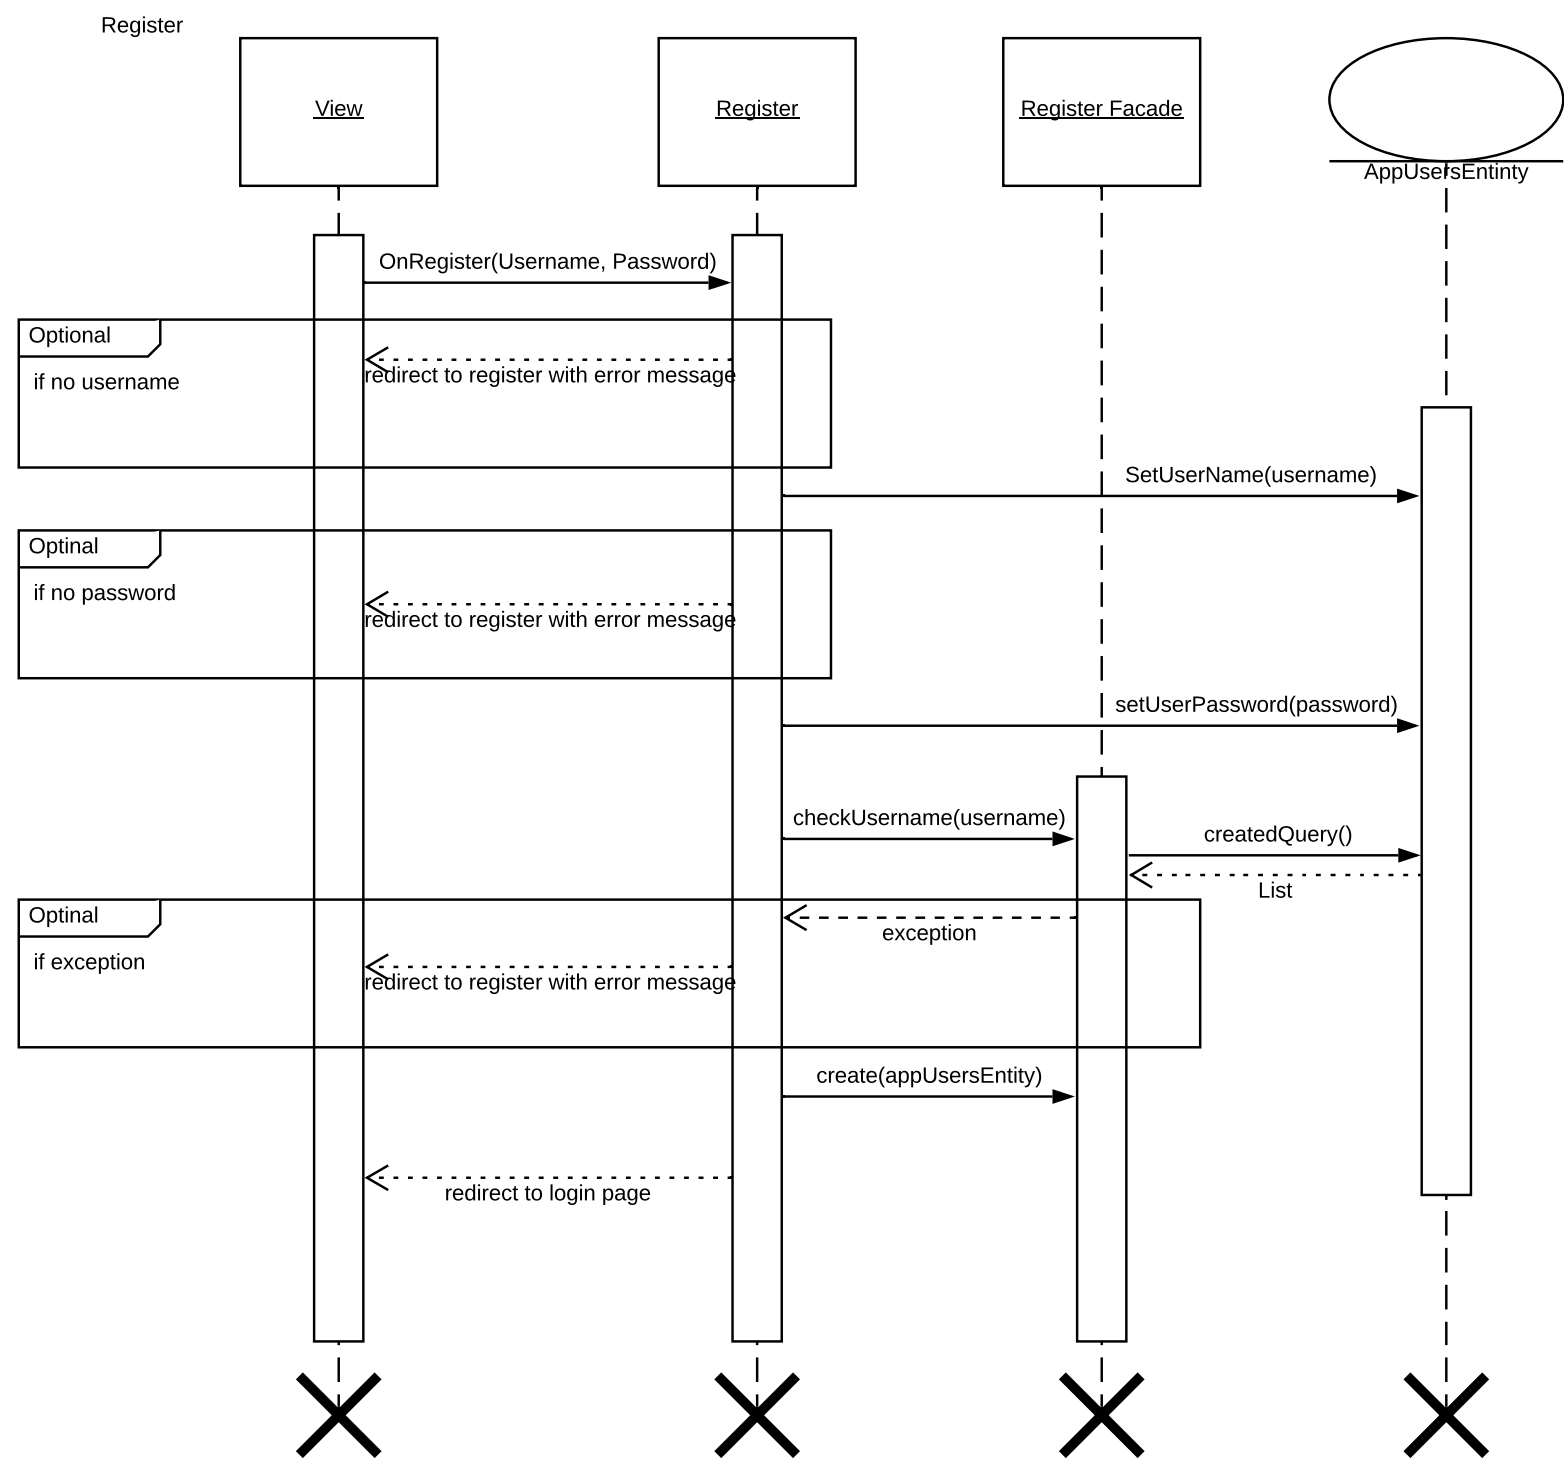 Register
View
Register
Register Facade
AppUsersEntinty
OnRegister(Username, Password)
Optional
redirect to register with error message
if no username
SetUserName(username)
Optinal
if no password
redirect to register with error message
setUserPassword(password)
checkUsername(username)
createdQuery()
List
Optinal
exception
if exception
redirect to register with error message
create(appUsersEntity)
redirect to login page